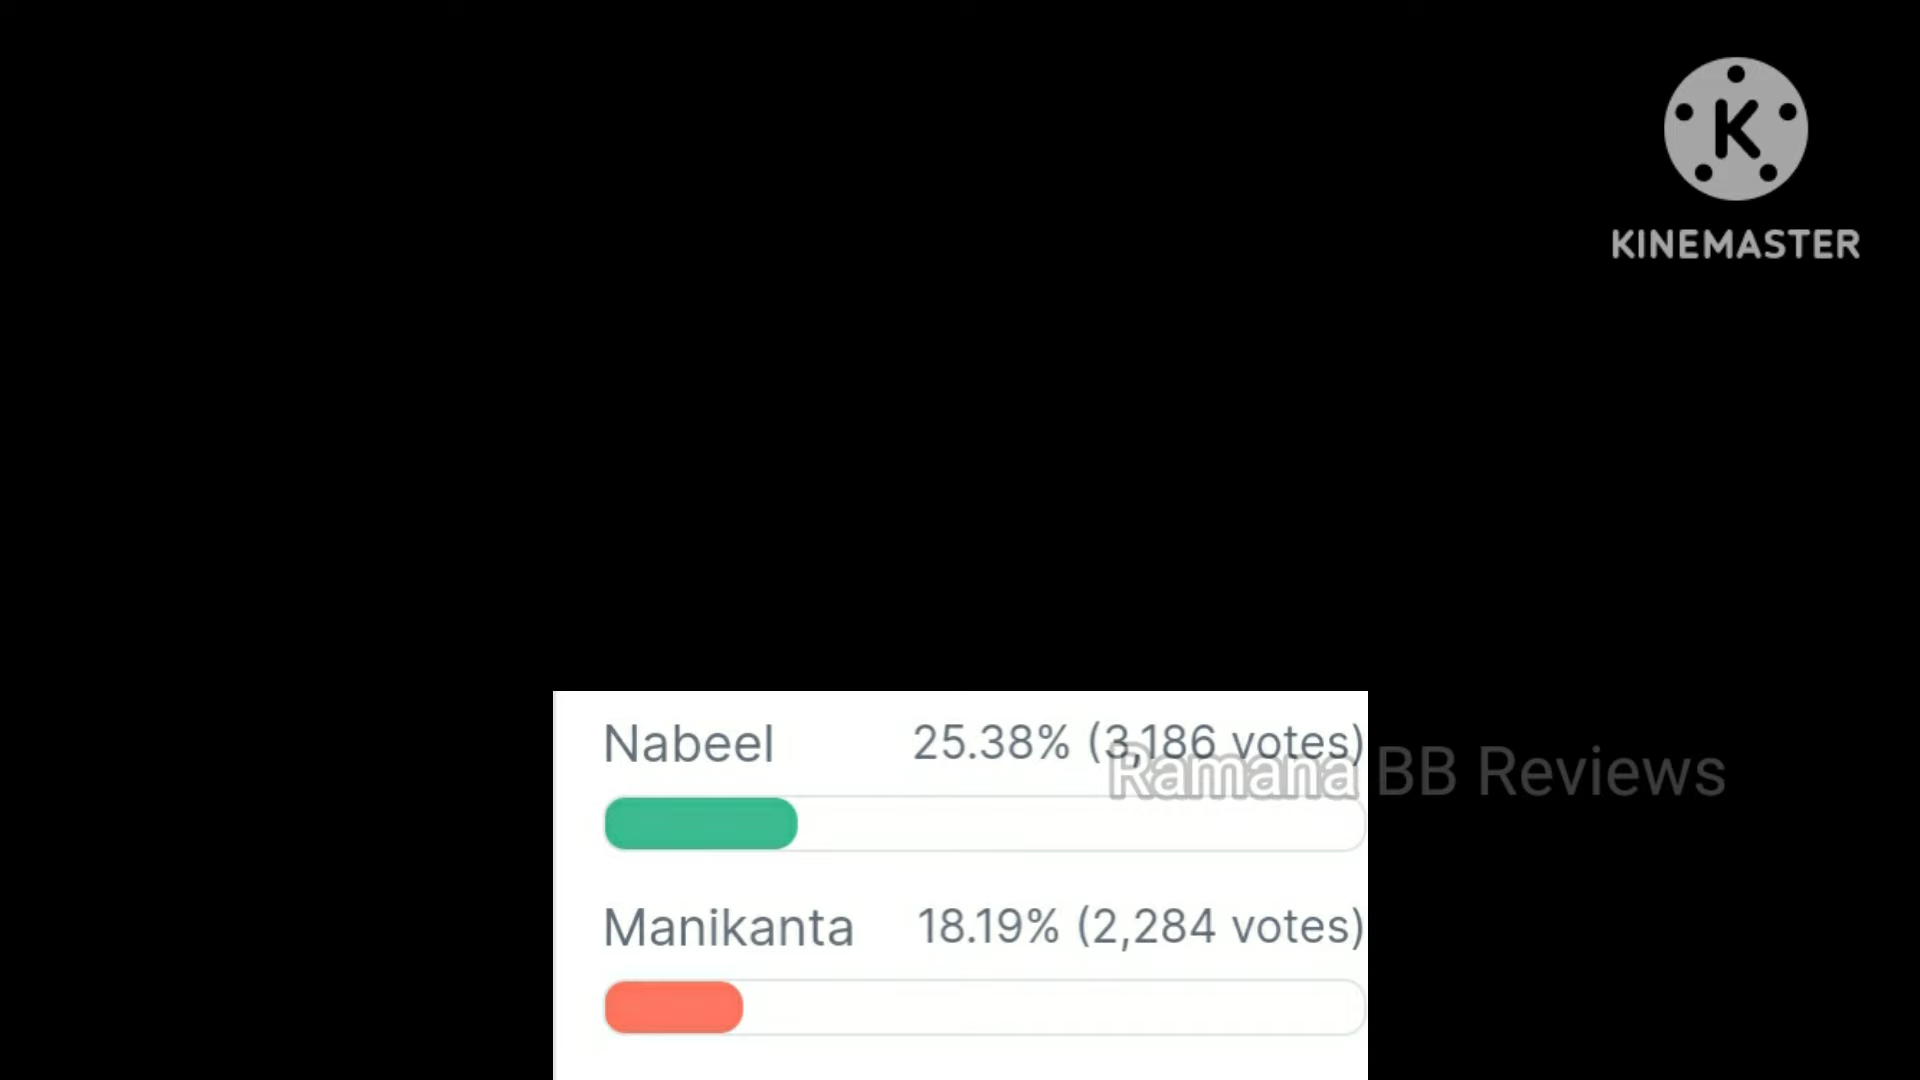 K
KINEMASTER
Nabeel 25.38% (3,186 votes)
Ramana BB Reviews
Manikanta 18.19% (2,284 votes)